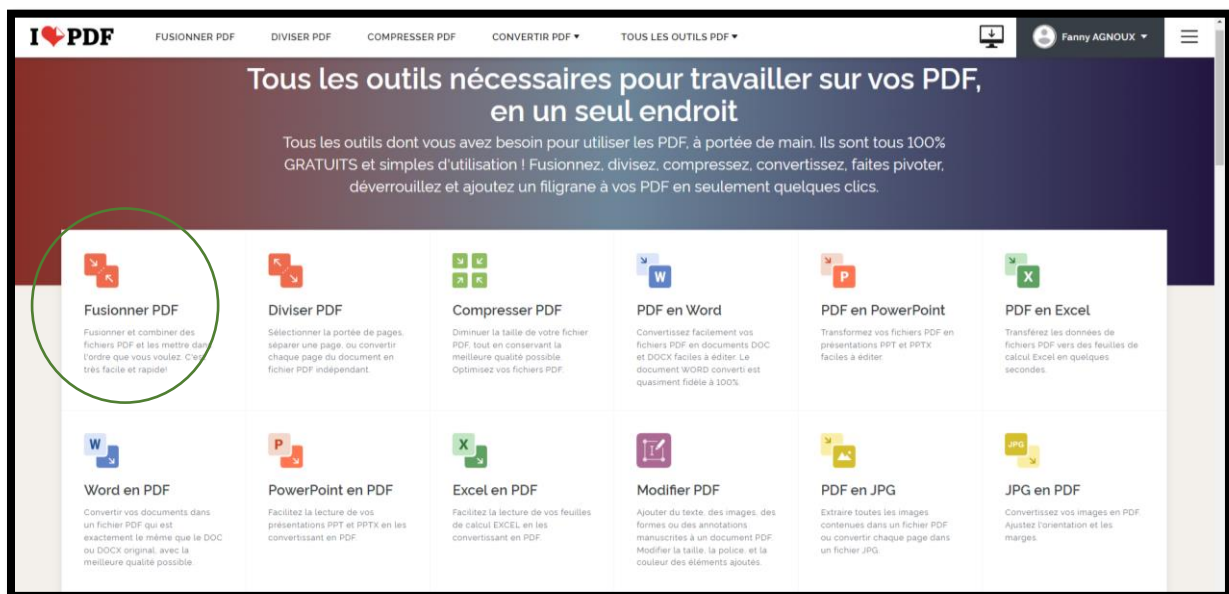 I PDF
FUSIONNER PDF
DIVISER PDF
COMPRESSER PDF
CONVERTIR PDF
TOUS LES OUTILS PDF
Fanny AGNOUX
Tous les outils nécessaires pour travailler sur vos PDF,
en un seul endroit
Tous les outils dont vous avez besoin pour utiliser les PDF, à portée de main. Ils sont tous 100%
GRATUITS et simples d'utilisation ! Fusionnez, divisez, compressez, convertissez, faites pivoter,
déverrouillez et ajoutez un filigrane à vos PDF en seulement quelques clics.
Fusionner PDF
Fusionner et combiner des
fichiers PDF et les mettre dans
l'ordre que vous voulez. C'est
très facile et rapide!
Diviser PDF
Sélectionner la portée de pages,
séparer une page, ou convertir
chaque page du document en
fichier PDF indépendant.
Compresser PDF
Diminuer la taille de votre fichier
PDF, tout en conservant la
meilleure qualité possible.
Optimisez vos fichiers PDF.
W
PDF en Word
Convertissez facilement vos
fichiers PDF en documents DOC
et DOCX faciles à éditer. Le
document WORD converti est
quasiment fidèle à 100%.
P
PDF en PowerPoint
Transformez vos fichiers PDF en
présentations PPT et PPTX
faciles à éditer.
X
PDF en Excel
Transférez les données de
fichiers PDF vers des feuilles de
calcul Excel en quelques
secondes.
W
Word en PDF
Convertir vos documents dans
un fichier PDF qui est
exactement le même que le DOC
ou DOCX original, avec la
meilleure qualité possible.
P
PowerPoint en PDF
Facilitez la lecture de vos
présentations PPT et PPTX en les
convertissant en PDF.
X
Excel en PDF
Facilitez la lecture de vos feuilles
de calcul EXCEL en les
convertissant en PDF.
Modifier PDF
Ajouter du texte, des images, des
formes ou des annotations
manuscrites à un document PDF.
Modifier la taille, la police, et la
couleur des éléments ajoutés.
PDF en JPG
Extraire toutes les images
contenues dans un fichier PDF
ou convertir chaque page dans
un fichier JPG.
JPG
JPG en PDF
Convertissez vos images en PDF.
Ajustez l'orientation et les
marges.